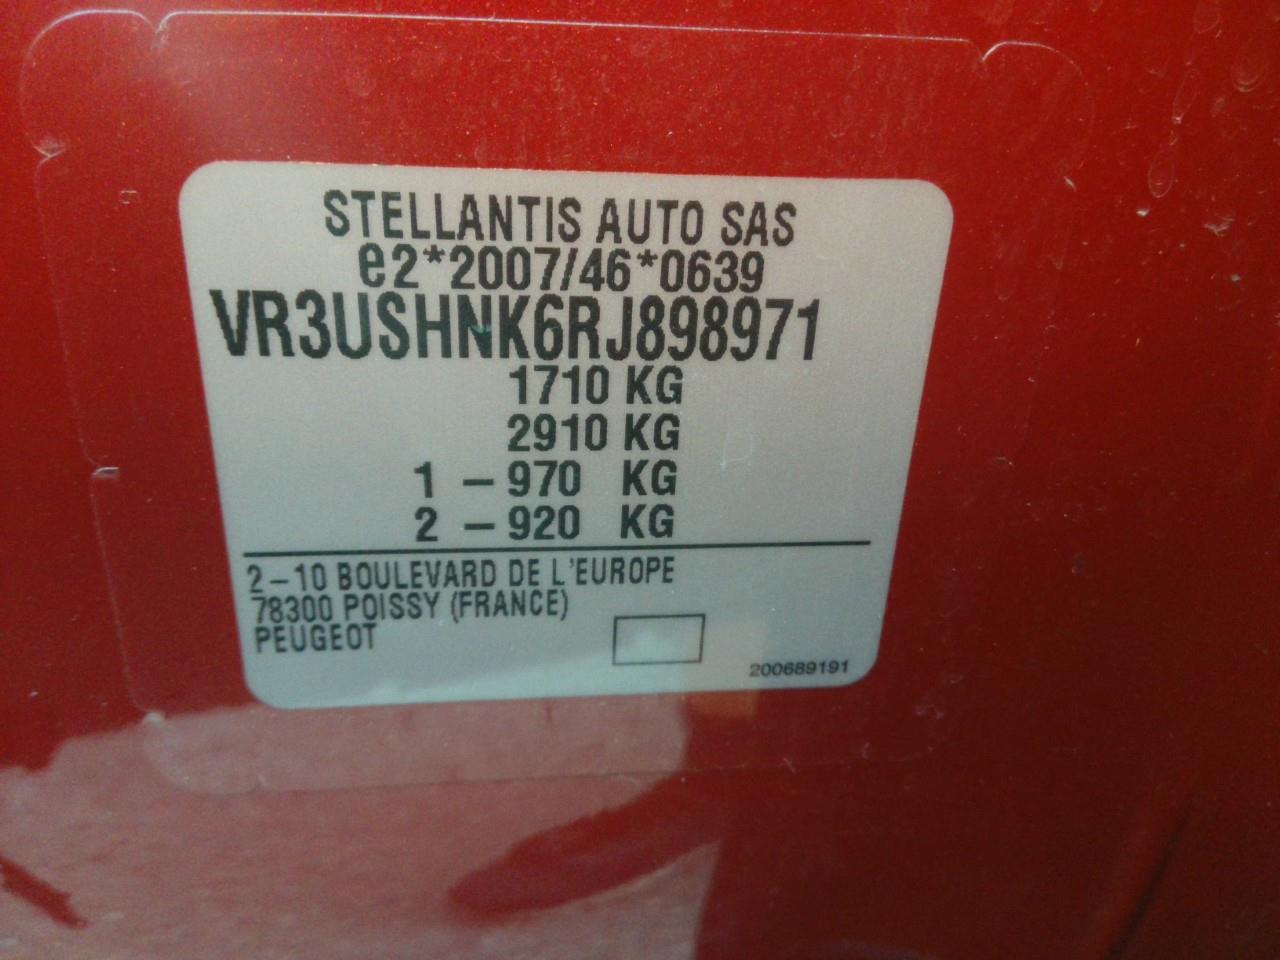 STELLANTIS AUTO SAS
e2*2007/46*0639
VR3USHNK6RJ898971
1710 KG
2910 KG
1 – 970 KG
2 – 920 KG
2–10 BOULEVARD DE L'EUROPE
78300 POISSY (FRANCE)
PEUGEOT
200689191